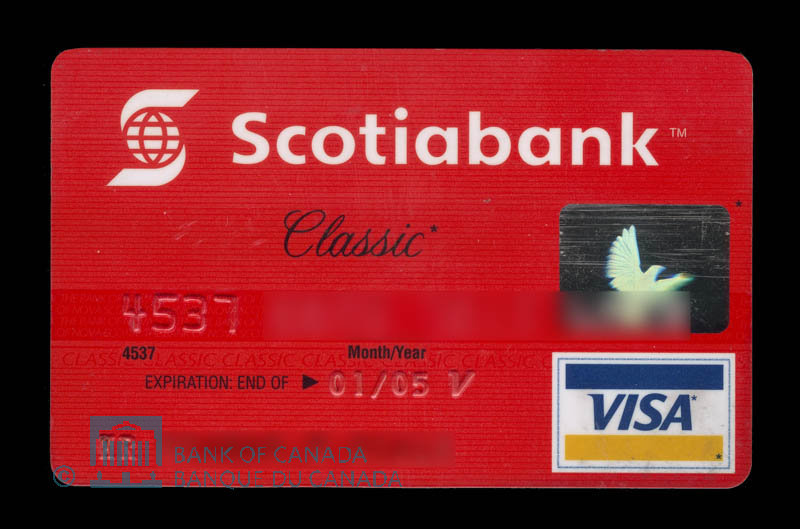 Scotiabank™
Classic*
*
4537
4537
Month/Year
CLASSIC CLASSIC CLASSIC CLASSIC CLASSIC CLASSIC
EXPIRATION: END OF ▶ 01/05 V
VISA*
*
© BANK OF CANADA
BANQUE DU CANADA